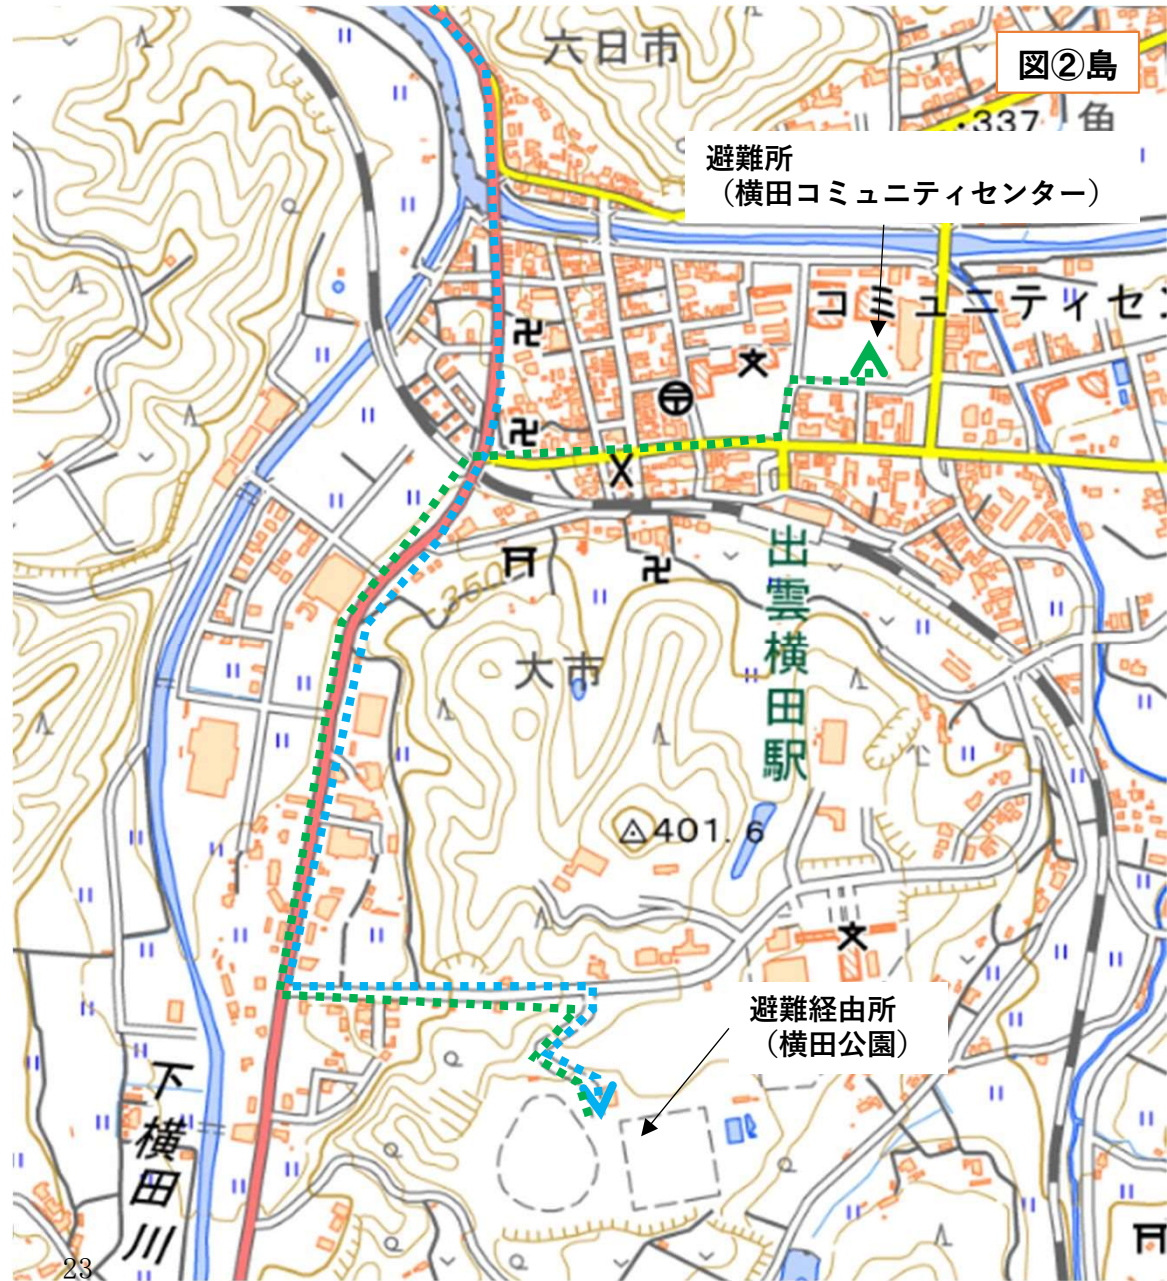 六日市
図②島
・337
角
避難所
(横田コミュニティセンター)
コミュニティセン
350
大市
出雲横田駅
401.6
避難経由所
(横田公園)
下横田川
23